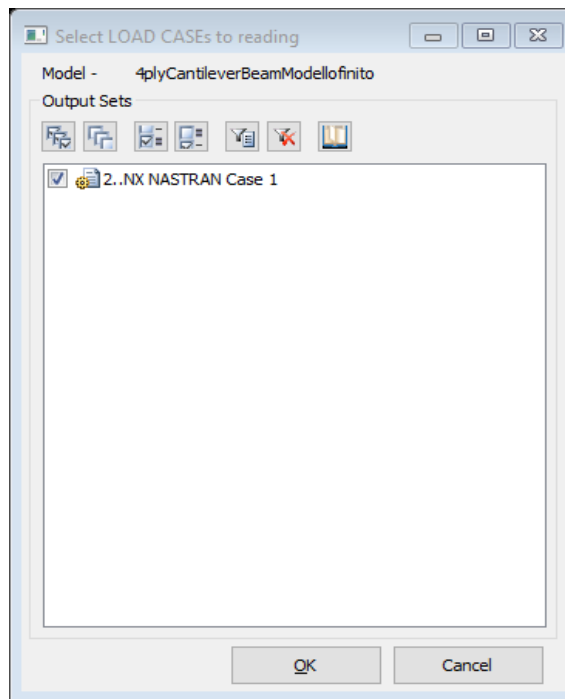 Select LOAD CASEs to reading
Model - 4plyCantileverBeamModellofinito
Output Sets
2..NX NASTRAN Case 1
OK
Cancel